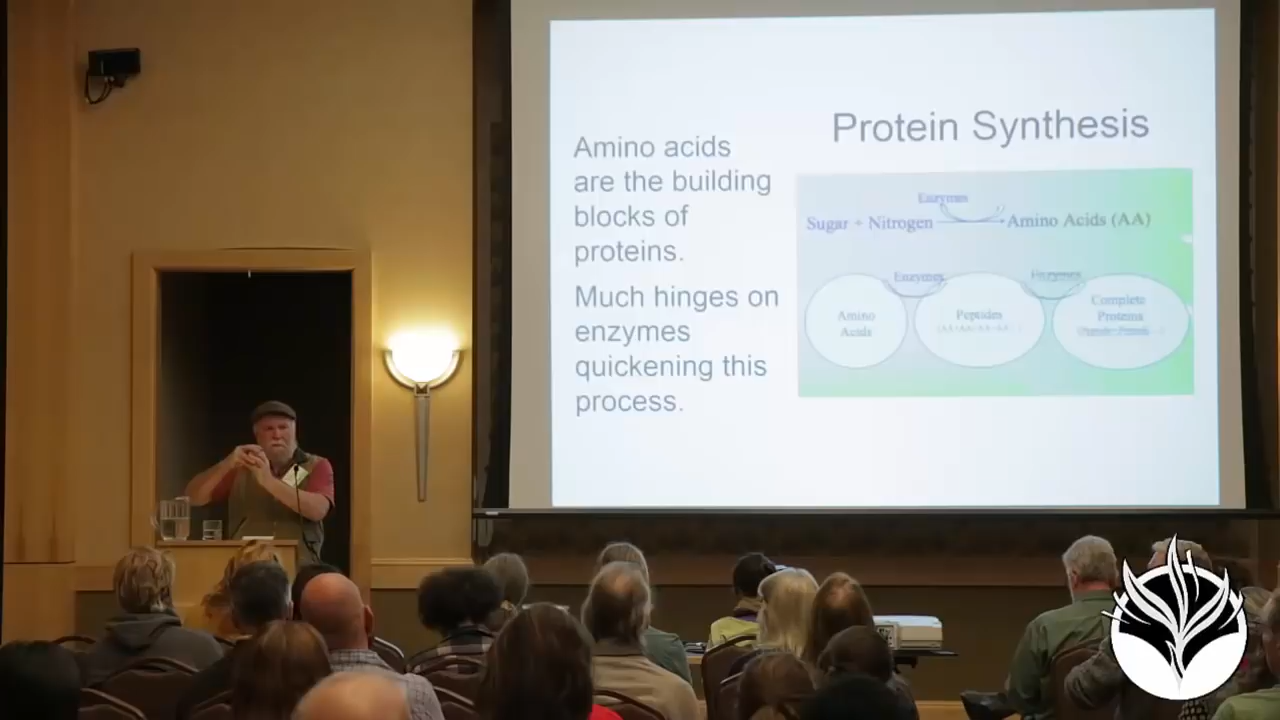 Protein Synthesis
Amino acids
are the building
blocks of
proteins.
Much hinges on
enzymes
quickening this
process.
Enzymes
Sugar + Nitrogen Amino Acids (AA)
Enzymes Enzymes
Amino
Acids
Peptides
Complete
Proteins